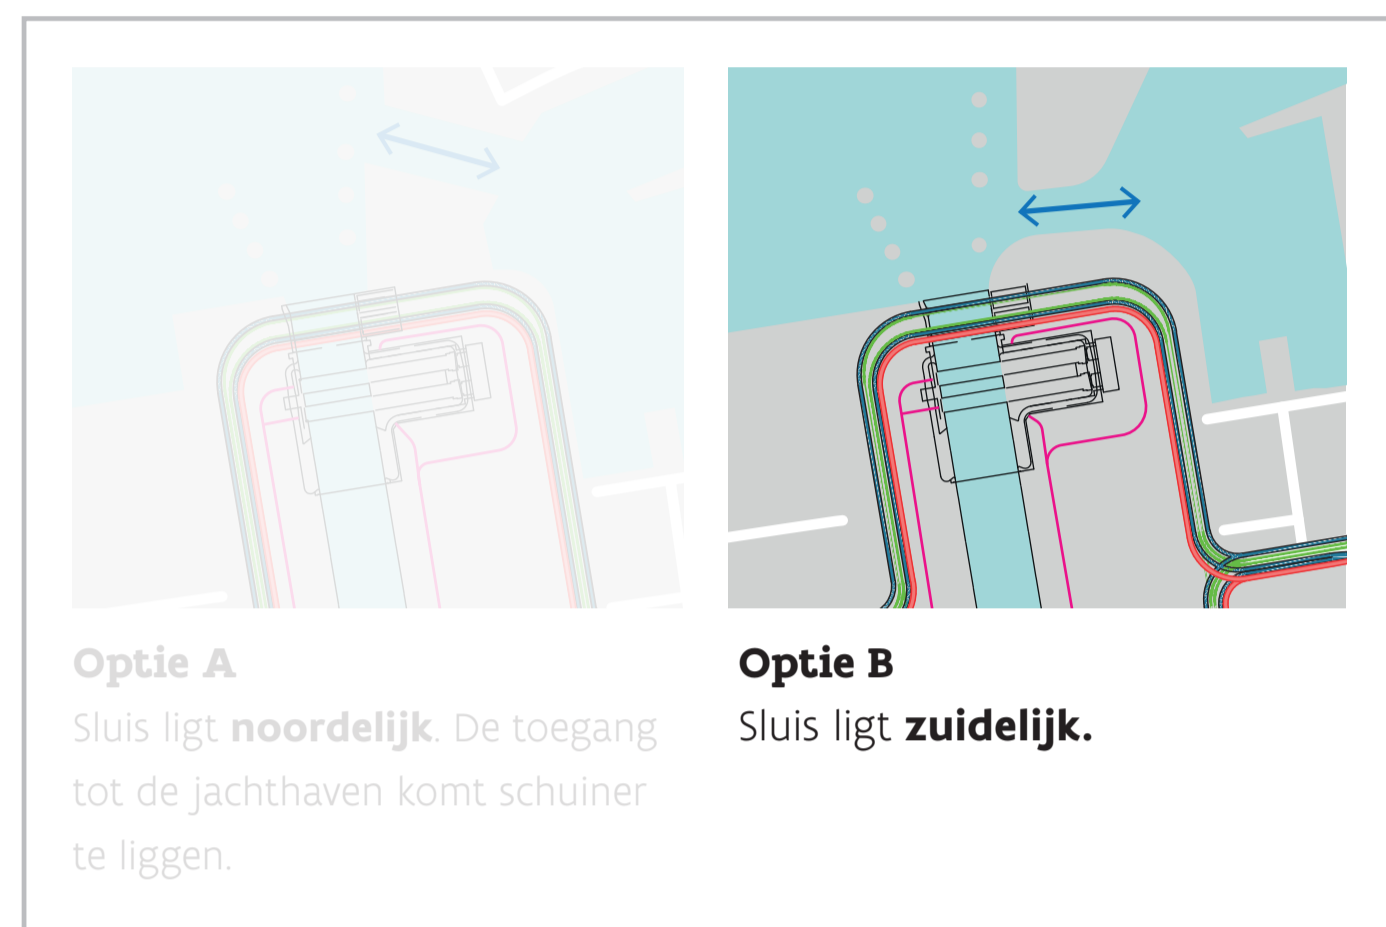 Optie A
Sluis ligt noordelijk. De toegang
tot de jachthaven komt schuiner
te liggen.
Optie B
Sluis ligt zuidelijk.